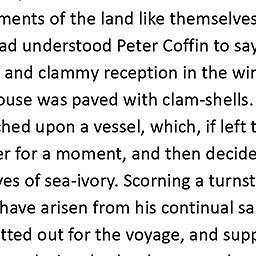 ments of the land like themselves
ad understood Peter Coffin to say
and clammy reception in the win
ouse was paved with clam-shells.
hed upon a vessel, which, if left t
er for a moment, and then decide
ves of sea-ivory. Scorning a turnst
have arisen from his continual sa
tted out for the voyage, and supp